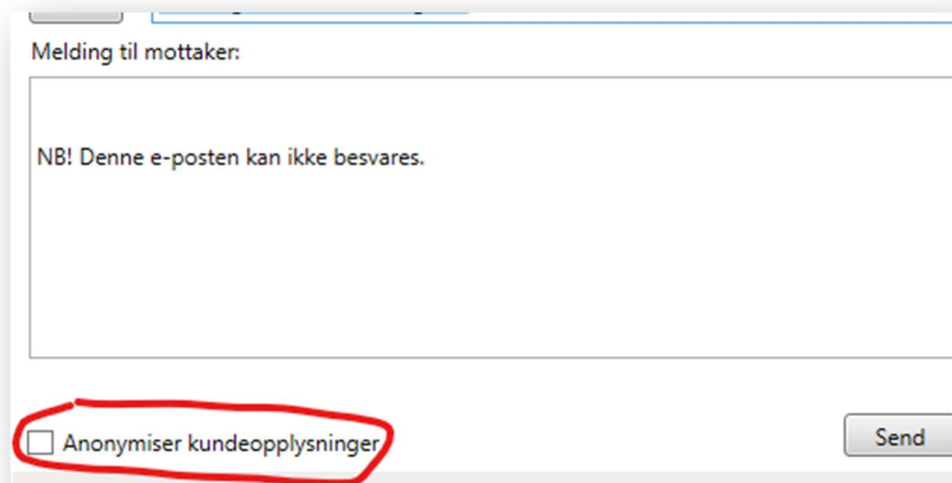 Melding til mottaker:
NB! Denne e-posten kan ikke besvares.
Anonymiser kundeopplysninger
Send